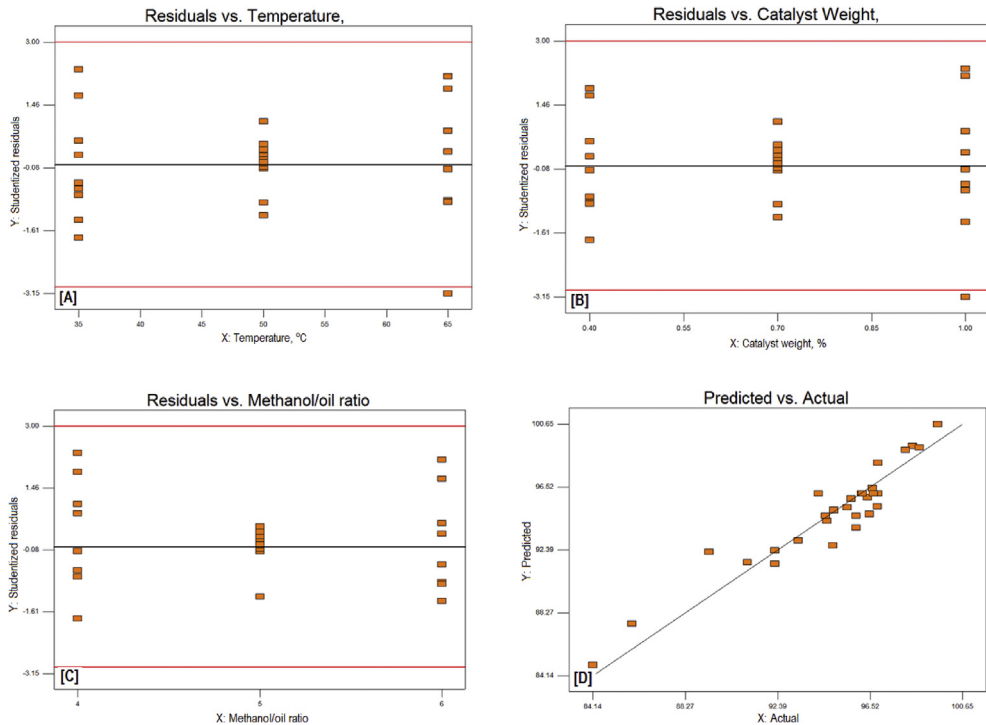 Residuals vs. Temperature,
Y: Studentized residuals
3.00
1.46
-0.08
-1.61
-3.15
[A]
35 40 45 50 55 60 65
X: Temperature, °C
Residuals vs. Catalyst Weight,
Y: Studentized residuals
3.00
1.46
-0.08
-1.61
-3.15
[B]
0.40 0.55 0.70 0.85 1.00
X: Catalyst weight, %
Residuals vs. Methanol/oil ratio
Y: Studentized residuals
3.00
1.46
-0.08
-1.61
-3.15
[C]
4 5 6
X: Methanol/oil ratio
Predicted vs. Actual
Y: Predicted
100.65
96.52
92.39
88.27
84.14
[D]
84.14 88.27 92.39 96.52 100.65
X: Actual